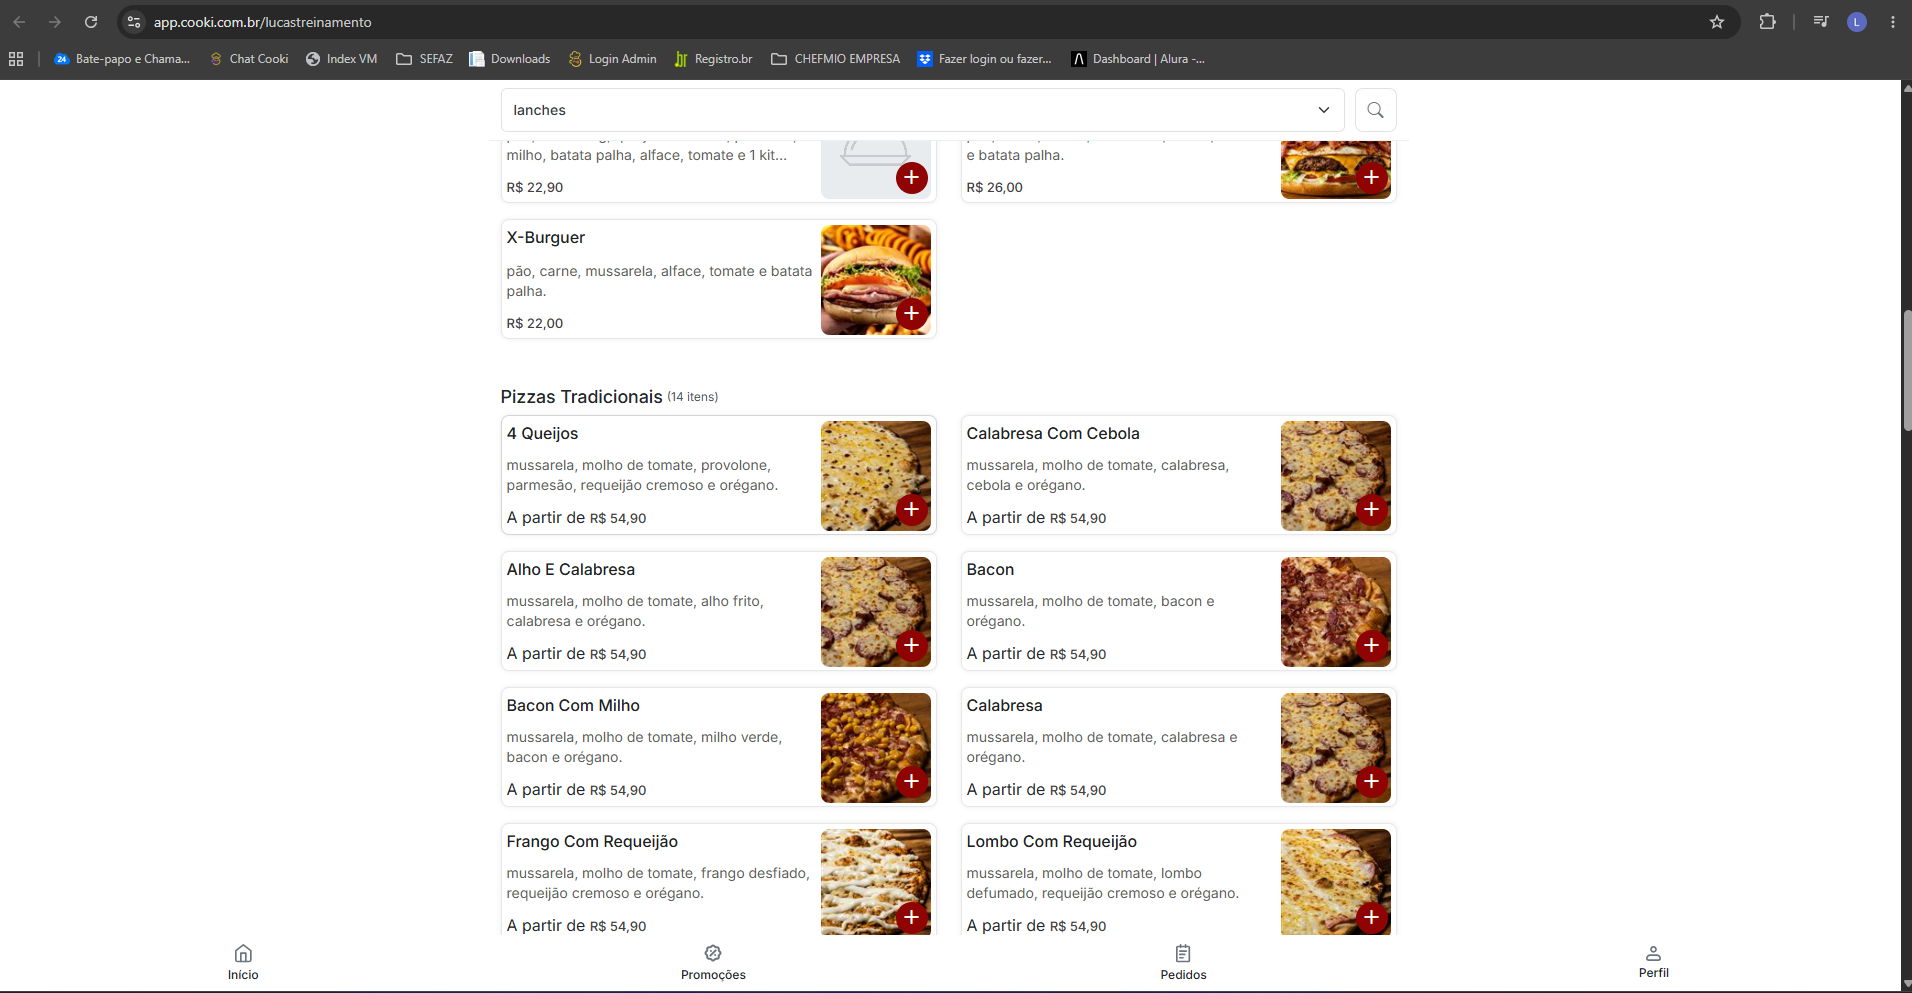 app.cooki.com.br/lucastreinamento
L
24 Bate-papo e Chama...
Chat Cooki
Index VM
SEFAZ
Downloads
Login Admin
Registro.br
CHEFMIO EMPRESA
Fazer login ou fazer...
Dashboard | Alura -...
lanches
milho, batata palha, alface, tomate e 1 kit...
R$ 22,90
e batata palha.
R$ 26,00
X-Burguer
pão, carne, mussarela, alface, tomate e batata
palha.
R$ 22,00
Pizzas Tradicionais (14 itens)
4 Queijos
mussarela, molho de tomate, provolone,
parmesão, requeijão cremoso e orégano.
A partir de R$ 54,90
Calabresa Com Cebola
mussarela, molho de tomate, calabresa,
cebola e orégano.
A partir de R$ 54,90
Alho E Calabresa
mussarela, molho de tomate, alho frito,
calabresa e orégano.
A partir de R$ 54,90
Bacon
mussarela, molho de tomate, bacon e
orégano.
A partir de R$ 54,90
Bacon Com Milho
mussarela, molho de tomate, milho verde,
bacon e orégano.
A partir de R$ 54,90
Calabresa
mussarela, molho de tomate, calabresa e
orégano.
A partir de R$ 54,90
Frango Com Requeijão
mussarela, molho de tomate, frango desfiado,
requeijão cremoso e orégano.
A partir de R$ 54,90
Lombo Com Requeijão
mussarela, molho de tomate, lombo
defumado, requeijão cremoso e orégano.
A partir de R$ 54,90
Início
Promoções
Pedidos
Perfil